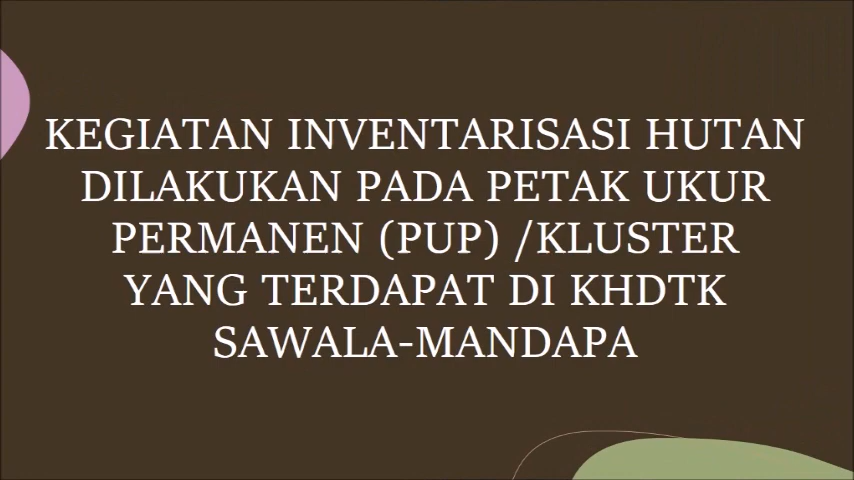 KEGIATAN INVENTARISASI HUTAN
DILAKUKAN PADA PETAK UKUR
PERMANEN (PUP) /KLUSTER
YANG TERDAPAT DI KHDTK
SAWALA-MANDAPA